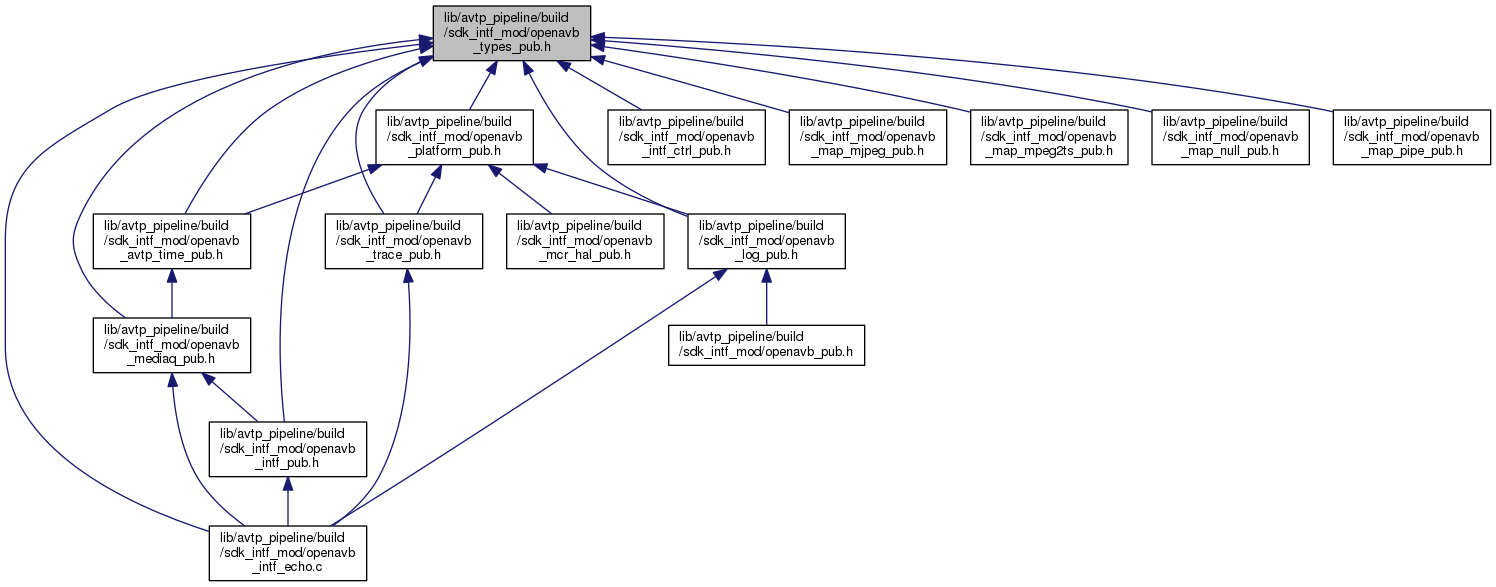 lib/avtp_pipeline/build
/sdk_intf_mod/openavb
_types_pub.h
lib/avtp_pipeline/build
/sdk_intf_mod/openavb
_platform_pub.h
lib/avtp_pipeline/build
/sdk_intf_mod/openavb
_intf_ctrl_pub.h
lib/avtp_pipeline/build
/sdk_intf_mod/openavb
_map_mjpeg_pub.h
lib/avtp_pipeline/build
/sdk_intf_mod/openavb
_map_mpeg2ts_pub.h
lib/avtp_pipeline/build
/sdk_intf_mod/openavb
_map_null_pub.h
lib/avtp_pipeline/build
/sdk_intf_mod/openavb
_map_pipe_pub.h
lib/avtp_pipeline/build
/sdk_intf_mod/openavb
_avtp_time_pub.h
lib/avtp_pipeline/build
/sdk_intf_mod/openavb
_trace_pub.h
lib/avtp_pipeline/build
/sdk_intf_mod/openavb
_mcr_hal_pub.h
lib/avtp_pipeline/build
/sdk_intf_mod/openavb
_log_pub.h
lib/avtp_pipeline/build
/sdk_intf_mod/openavb
_mediaq_pub.h
lib/avtp_pipeline/build
/sdk_intf_mod/openavb_pub.h
lib/avtp_pipeline/build
/sdk_intf_mod/openavb
_intf_pub.h
lib/avtp_pipeline/build
/sdk_intf_mod/openavb
_intf_echo.c